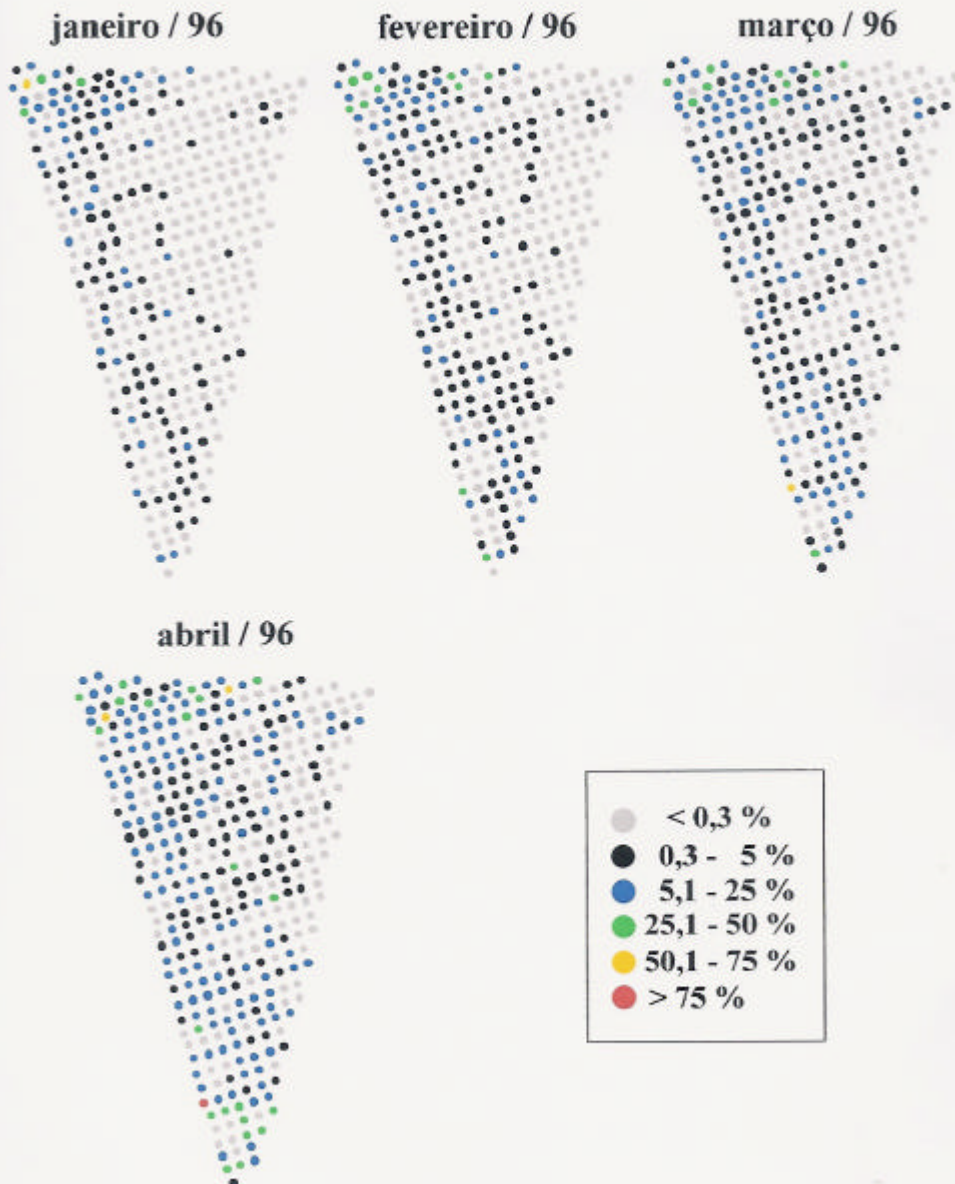 janeiro / 96
fevereiro / 96
março / 96
abril / 96
< 0,3 %
0,3 - 5 %
5,1 - 25 %
25,1 - 50 %
50,1 - 75 %
> 75 %